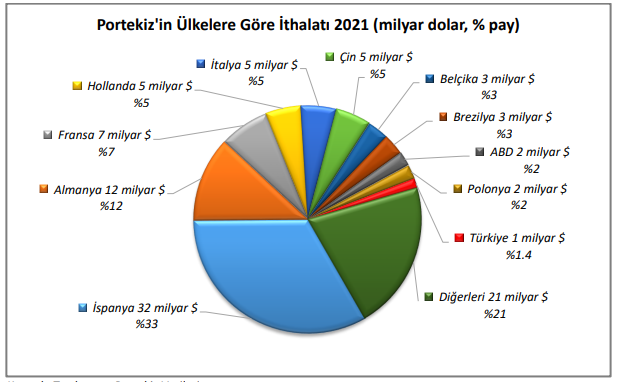 Portekiz'in Ülkelere Göre İthalatı 2021 (milyar dolar, % pay)
İtalya 5 milyar $
%5
Çin 5 milyar $
%5
Hollanda 5 milyar $
%5
Belçika 3 milyar $
%3
Fransa 7 milyar $
%7
Brezilya 3 milyar $
%3
ABD 2 milyar $
%2
Almanya 12 milyar $
%12
Polonya 2 milyar $
%2
Türkiye 1 milyar $
%1.4
İspanya 32 milyar $
%33
Diğerleri 21 milyar $
%21